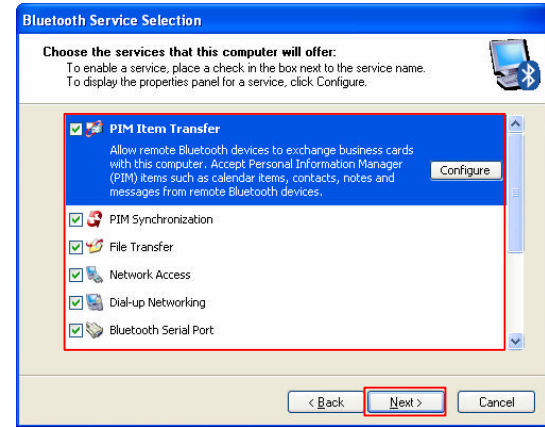 Bluetooth Service Selection
Choose the services that this computer will offer:
To enable a service, place a check in the box next to the service name.
To display the properties panel for a service, click Configure.
PIM Item Transfer
Allow remote Bluetooth devices to exchange business cards
with this computer. Accept Personal Information Manager
(PIM) items such as calendar items, contacts, notes and
messages from remote Bluetooth devices.
Configure
PIM Synchronization
File Transfer
Network Access
Dial-up Networking
Bluetooth Serial Port
< Back
Next >
Cancel